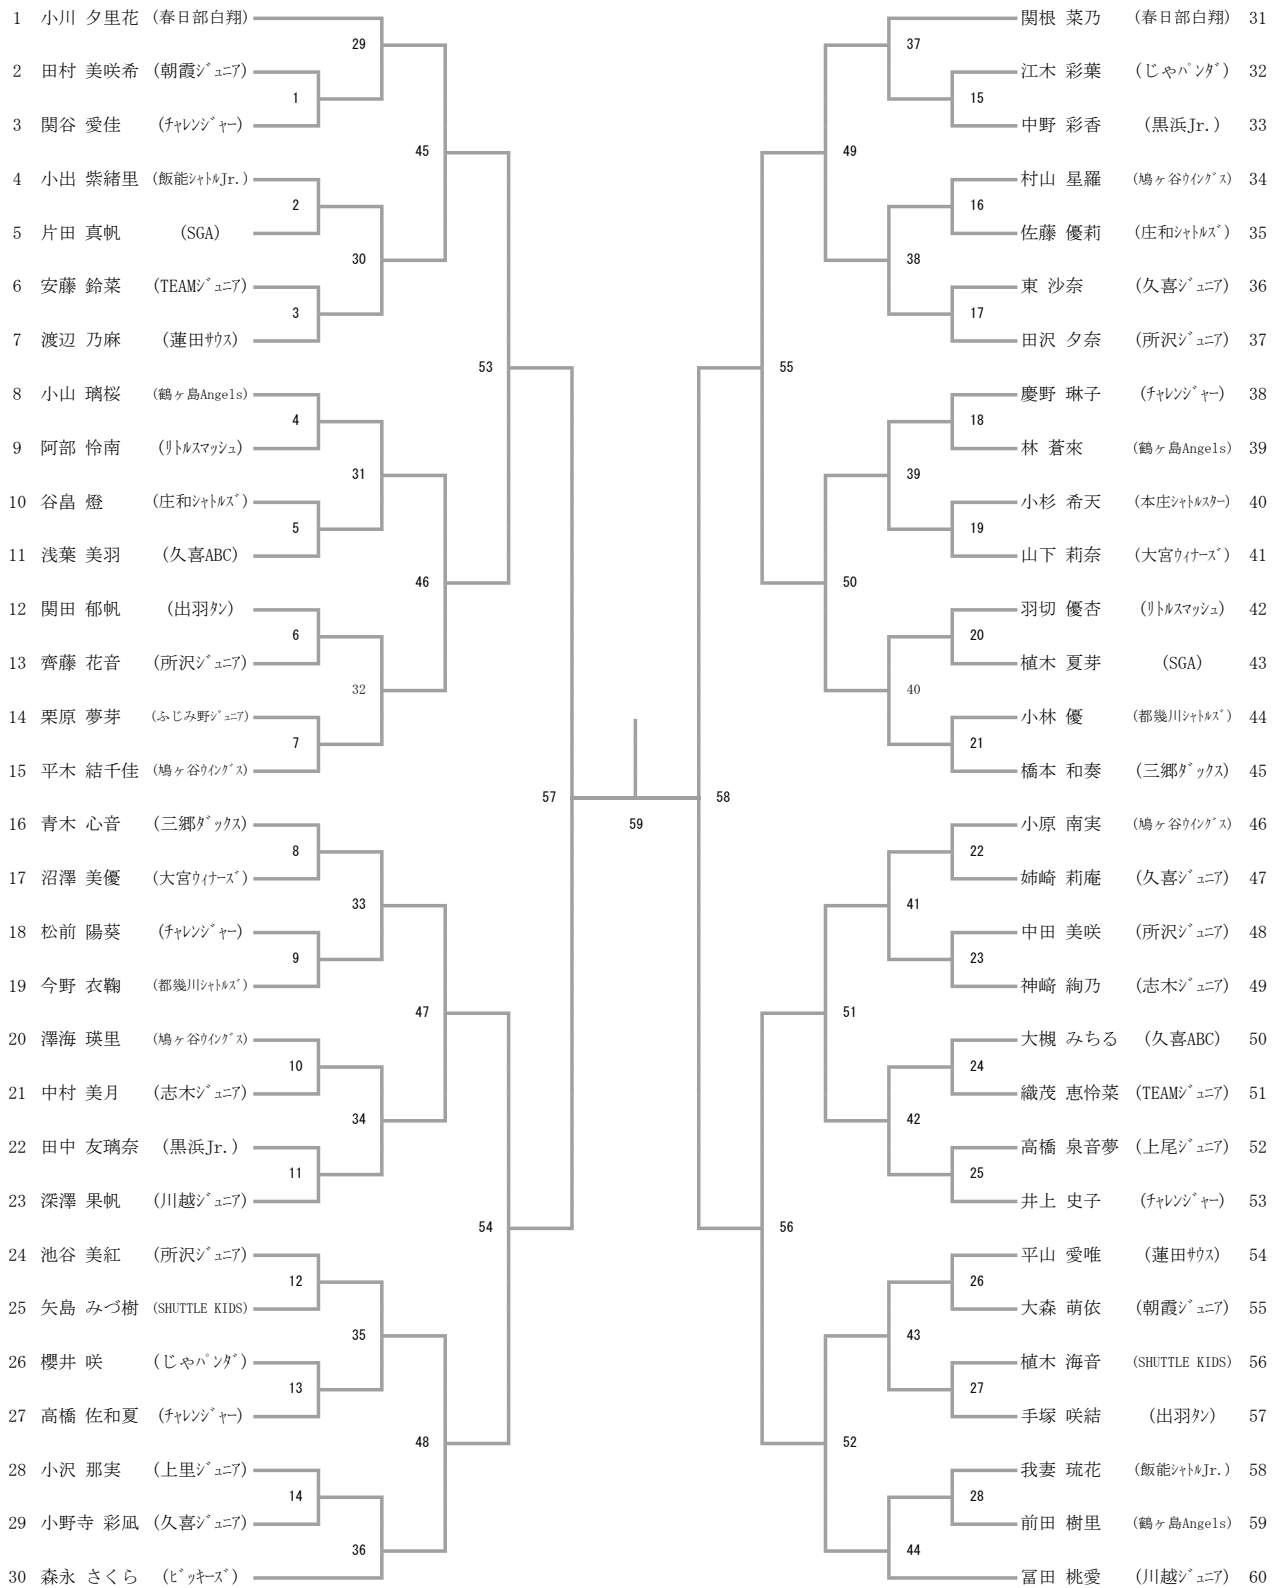 1 小川 夕里花 (春日部白翔)
29
2 田村 美咲希 (朝霞ｼﾞｭﾆｱ)
1
3 関谷 愛佳 (ﾁｬﾚﾝｼﾞｬｰ)
45
4 小出 紫緒里 (飯能ｼｬﾄﾙJr.)
2
5 片田 真帆 (SGA)
30
6 安藤 鈴菜 (TEAMｼﾞｭﾆｱ)
3
7 渡辺 乃麻 (蓮田ｻｳｽ)
53
8 小山 璃桜 (鶴ヶ島Angels)
4
9 阿部 怜南 (ﾘﾄﾙｽﾏｯｼｭ)
31
10 谷畠 燈 (庄和ｼｬﾄﾙｽﾞ)
5
11 浅葉 美羽 (久喜ABC)
46
12 関田 郁帆 (出羽ﾀﾝ)
6
13 齊藤 花音 (所沢ｼﾞｭﾆｱ)
32
14 栗原 夢芽 (ふじみ野ｼﾞｭﾆｱ)
7
15 平木 結千佳 (鳩ヶ谷ｳｲﾝｸﾞｽ)
57
16 青木 心音 (三郷ﾀﾞｯｸｽ)
8
17 沼澤 美優 (大宮ｳｨﾅｰｽﾞ)
33
18 松前 陽葵 (ﾁｬﾚﾝｼﾞｬｰ)
9
19 今野 衣鞠 (都幾川ｼｬﾄﾙｽﾞ)
47
20 澤海 瑛里 (鳩ヶ谷ｳｲﾝｸﾞｽ)
10
21 中村 美月 (志木ｼﾞｭﾆｱ)
34
22 田中 友璃奈 (黒浜Jr.)
11
23 深澤 果帆 (川越ｼﾞｭﾆｱ)
54
24 池谷 美紅 (所沢ｼﾞｭﾆｱ)
12
25 矢島 みづ樹 (SHUTTLE KIDS)
35
26 櫻井 咲 (じゃﾊﾟﾝﾀﾞ)
13
27 高橋 佐和夏 (ﾁｬﾚﾝｼﾞｬｰ)
48
28 小沢 那実 (上里ｼﾞｭﾆｱ)
14
29 小野寺 彩凪 (久喜ｼﾞｭﾆｱ)
36
30 森永 さくら (ﾋﾞｯｷｰｽﾞ)
59
関根 菜乃 (春日部白翔) 31
37
江木 彩葉 (じゃﾊﾟﾝﾀﾞ) 32
15
中野 彩香 (黒浜Jr.) 33
49
村山 星羅 (鳩ヶ谷ｳｲﾝｸﾞｽ) 34
16
佐藤 優莉 (庄和ｼｬﾄﾙｽﾞ) 35
38
東 沙奈 (久喜ｼﾞｭﾆｱ) 36
17
田沢 夕奈 (所沢ｼﾞｭﾆｱ) 37
55
慶野 琳子 (ﾁｬﾚﾝｼﾞｬｰ) 38
18
林 蒼來 (鶴ヶ島Angels) 39
39
小杉 希天 (本庄ｼｬﾄﾙｽﾀｰ) 40
19
山下 莉奈 (大宮ｳｨﾅｰｽﾞ) 41
50
羽切 優杏 (ﾘﾄﾙｽﾏｯｼｭ) 42
20
植木 夏芽 (SGA) 43
40
小林 優 (都幾川ｼｬﾄﾙｽﾞ) 44
21
橋本 和奏 (三郷ﾀﾞｯｸｽ) 45
58
小原 南実 (鳩ヶ谷ｳｲﾝｸﾞｽ) 46
22
姉崎 莉庵 (久喜ｼﾞｭﾆｱ) 47
41
中田 美咲 (所沢ｼﾞｭﾆｱ) 48
23
神﨑 絢乃 (志木ｼﾞｭﾆｱ) 49
51
大槻 みちる (久喜ABC) 50
24
織茂 恵怜菜 (TEAMｼﾞｭﾆｱ) 51
42
高橋 泉音夢 (上尾ｼﾞｭﾆｱ) 52
25
井上 史子 (ﾁｬﾚﾝｼﾞｬｰ) 53
56
平山 愛唯 (蓮田ｻｳｽ) 54
26
大森 萌依 (朝霞ｼﾞｭﾆｱ) 55
43
植木 海音 (SHUTTLE KIDS) 56
27
手塚 咲結 (出羽ﾀﾝ) 57
52
我妻 琉花 (飯能ｼｬﾄﾙJr.) 58
28
前田 樹里 (鶴ヶ島Angels) 59
44
冨田 桃愛 (川越ｼﾞｭﾆｱ) 60